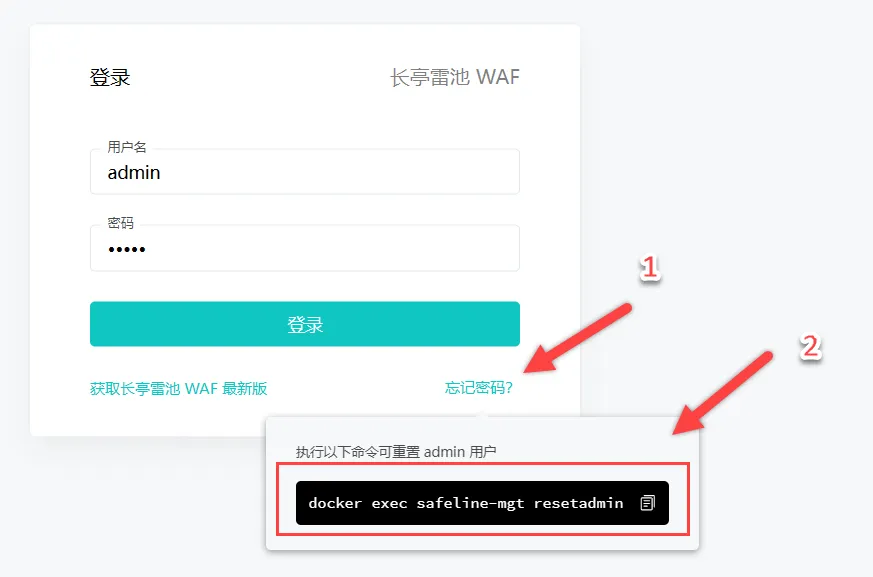 登录
长亭雷池 WAF
用户名
admin
密码
•••••
登录
1
2
获取长亭雷池 WAF 最新版
忘记密码?
执行以下命令可重置 admin 用户
docker exec safeline-mgt resetadmin